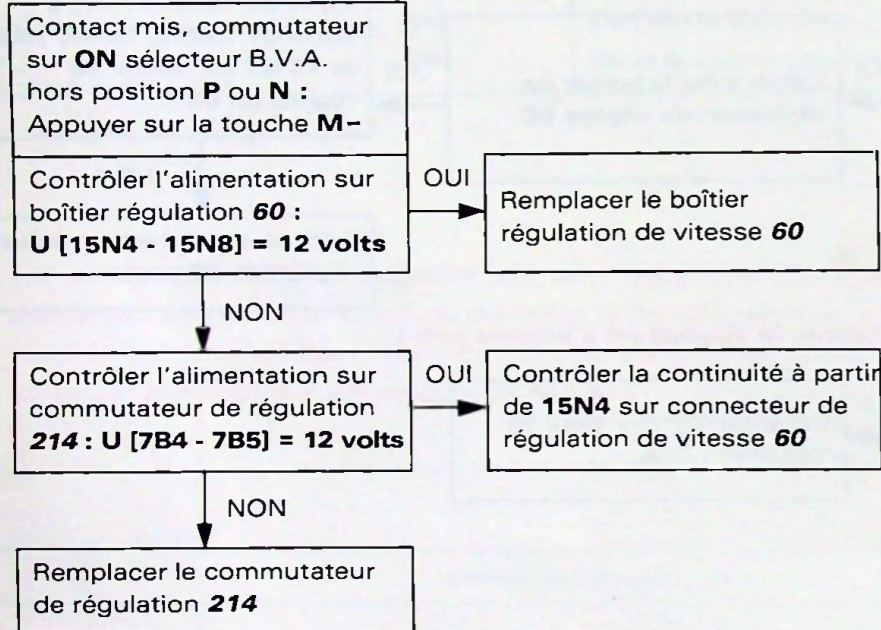 Contact mis, commutateur
sur ON sélecteur B.V.A.
hors position P ou N :
Appuyer sur la touche M–
Contrôler l'alimentation sur
boîtier régulation 60 :
U [15N4 - 15N8] = 12 volts
OUI
Remplacer le boîtier
régulation de vitesse 60
NON
Contrôler l'alimentation sur
commutateur de régulation
214 : U [7B4 - 7B5] = 12 volts
OUI
Contrôler la continuité à partir
de 15N4 sur connecteur de
régulation de vitesse 60
NON
Remplacer le commutateur
de régulation 214